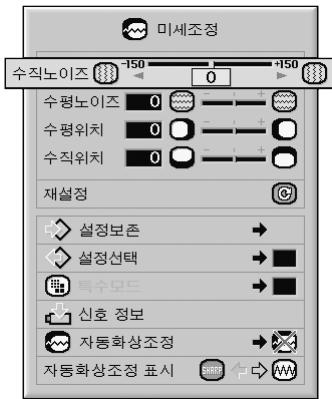 미세조정
수직노이즈 -150 +150
0
수평노이즈 0 - +
수평위치 0 - +
수직위치 0 - +
재설정
설정보존
설정선택
특수모드
신호 정보
자동화상조정
자동화상조정 표시 SHARP